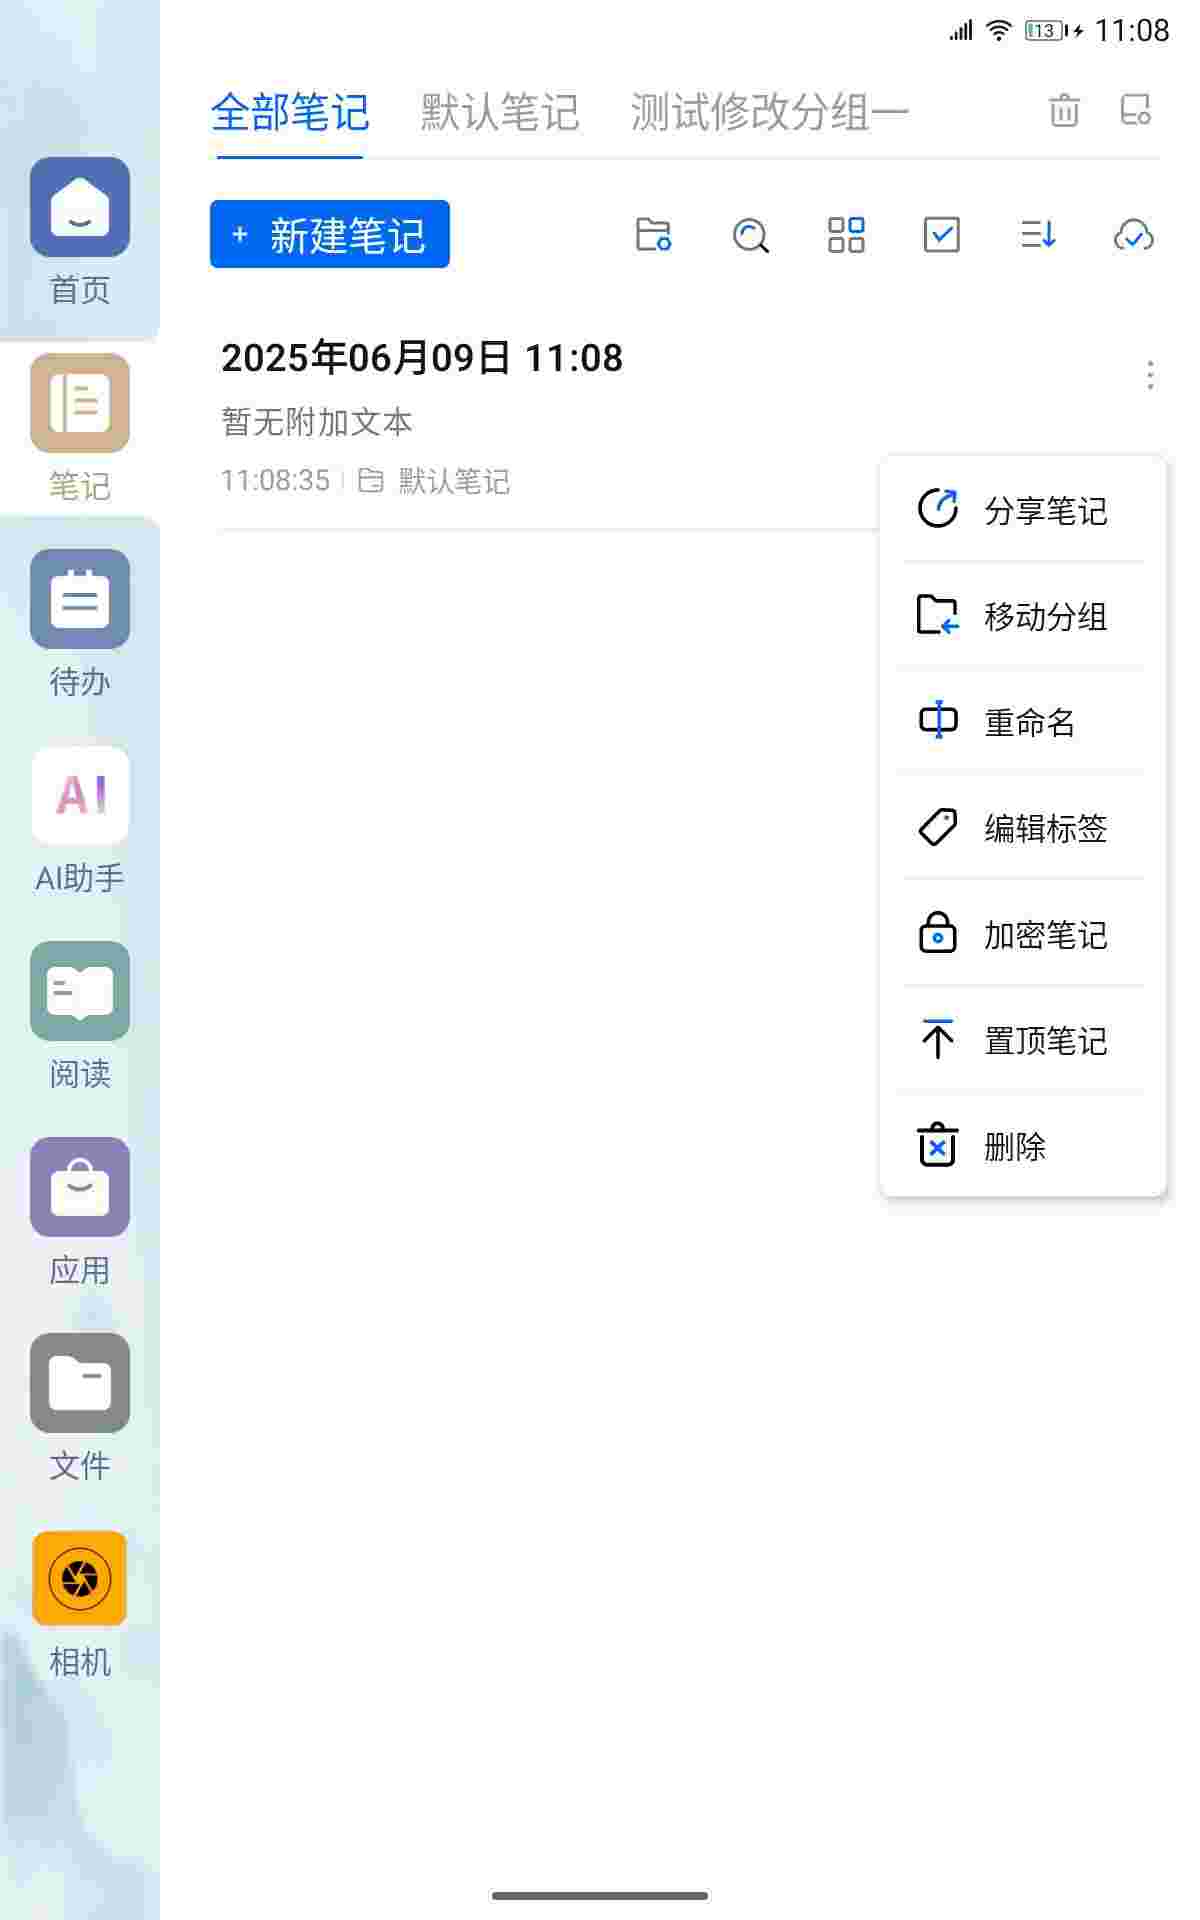 13 11:08
全部笔记 默认笔记 测试修改分组一
+ 新建笔记
2025年06月09日 11:08
暂无附加文本
11:08:35 默认笔记
分享笔记
移动分组
重命名
编辑标签
加密笔记
置顶笔记
删除
首页
笔记
待办
AI
AI助手
阅读
应用
文件
相机